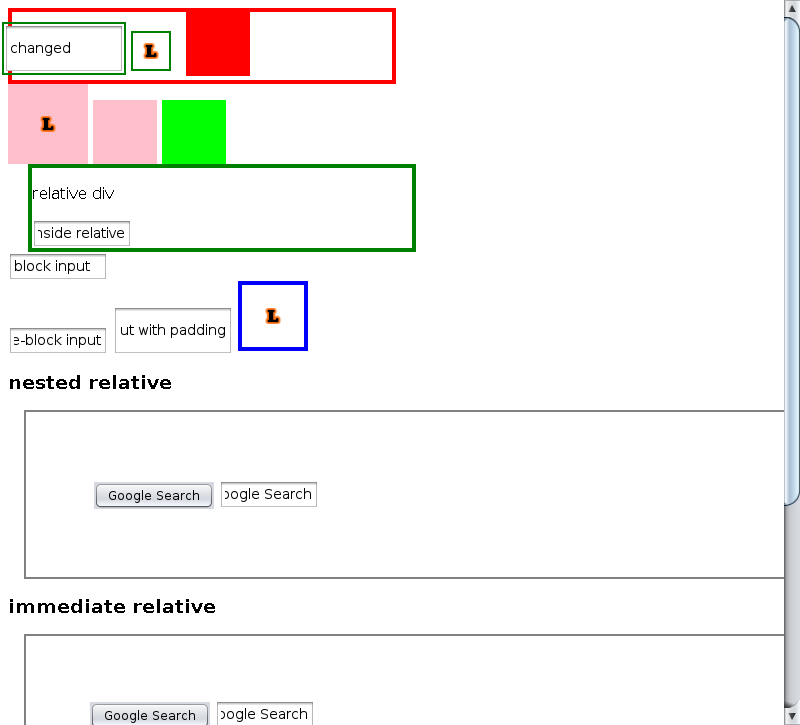 changed L
L
relative div
nside relative
block input
e-block input ut with padding L
nested relative
Google Search oogle Search
immediate relative
Google Search oogle Search